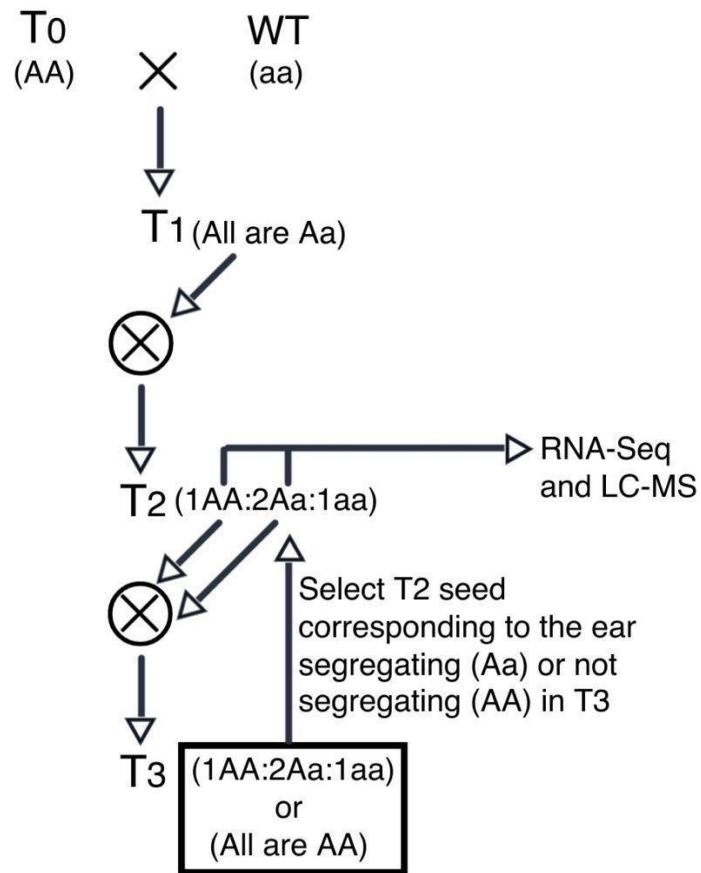 T0 WT
(AA) (aa)
T1 (All are Aa)
RNA-Seq
and LC-MS
T2 (1AA:2Aa:1aa)
Select T2 seed
corresponding to the ear
segregating (Aa) or not
segregating (AA) in T3
T3 (1AA:2Aa:1aa)
or
(All are AA)